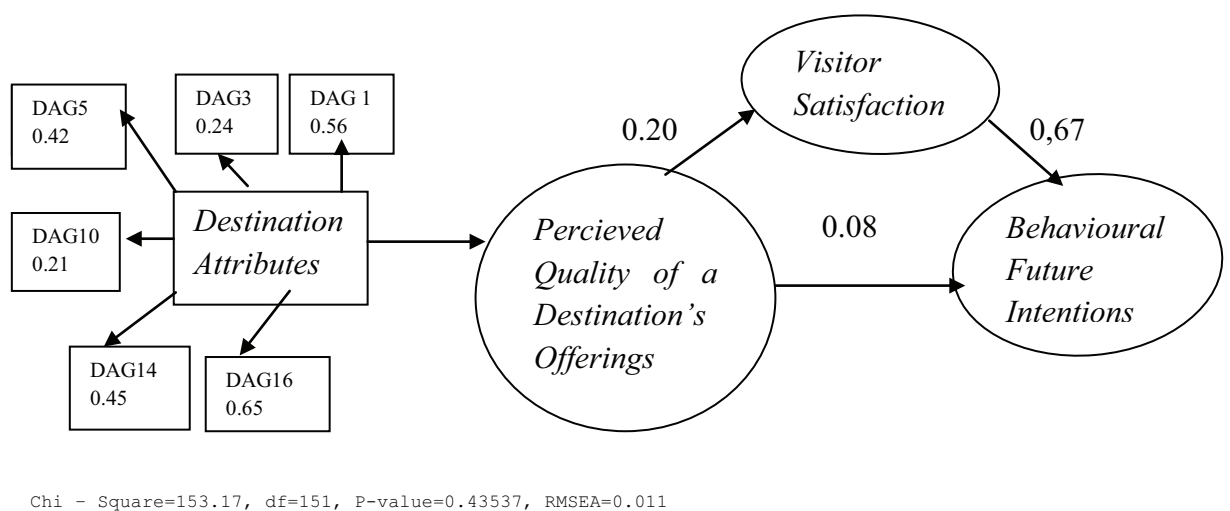 Visitor
Satisfaction
DAG5
0.42
DAG3
0.24
DAG 1
0.56
0.20
0,67
DAG10
0.21
Destination
Attributes
Percieved
Quality of a
Destination’s
Offerings
0.08
Behavioural
Future
Intentions
DAG14
0.45
DAG16
0.65
Chi – Square=153.17, df=151, P-value=0.43537, RMSEA=0.011